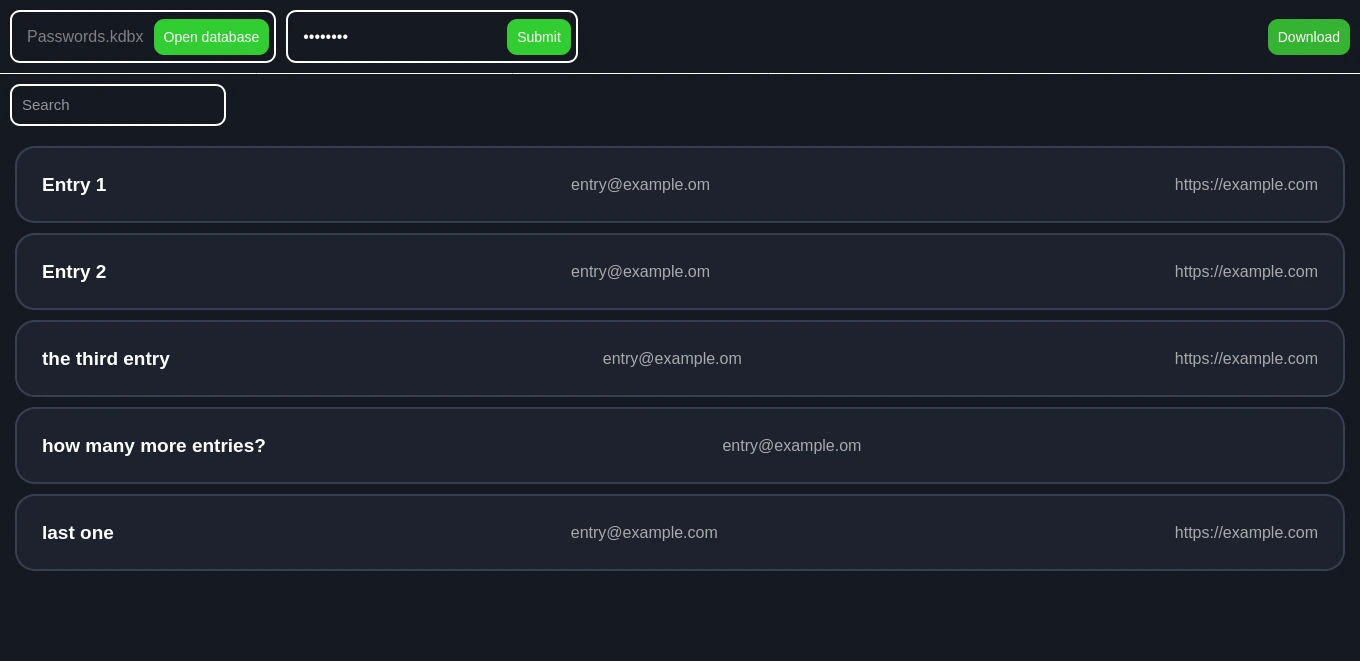 Passwords.kdbx Open database •••••••• Submit Download
Search
Entry 1 entry@example.om https://example.com
Entry 2 entry@example.om https://example.com
the third entry entry@example.om https://example.com
how many more entries? entry@example.om
last one entry@example.com https://example.com